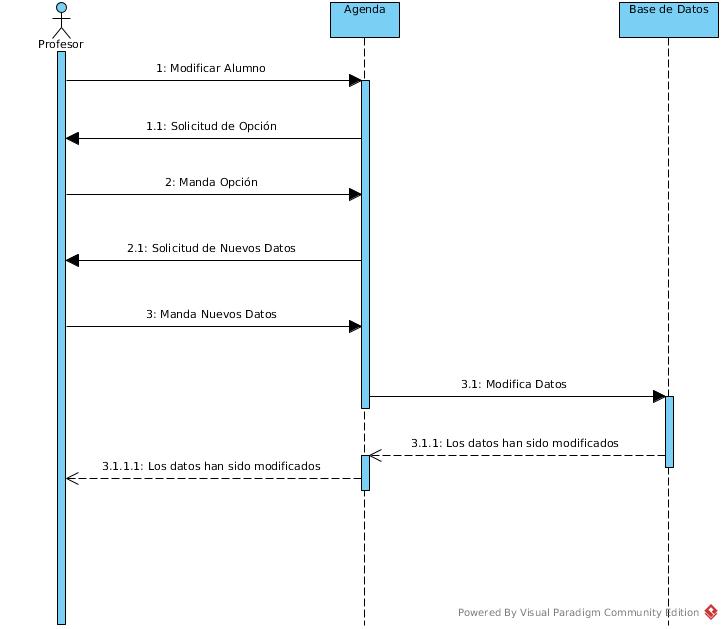 Profesor
Agenda
Base de Datos
1: Modificar Alumno
1.1: Solicitud de Opción
2: Manda Opción
2.1: Solicitud de Nuevos Datos
3: Manda Nuevos Datos
3.1: Modifica Datos
3.1.1: Los datos han sido modificados
3.1.1.1: Los datos han sido modificados
Powered By Visual Paradigm Community Edition